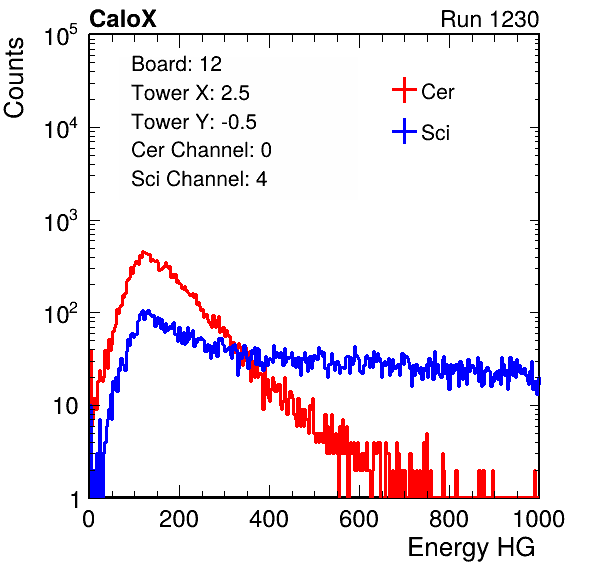 CaloX Run 1230
Counts
10^5
10^4
10^3
10^2
10
1
Board: 12
Tower X: 2.5
Tower Y: -0.5
Cer Channel: 0
Sci Channel: 4
Cer
Sci
0 200 400 600 800 1000
Energy HG